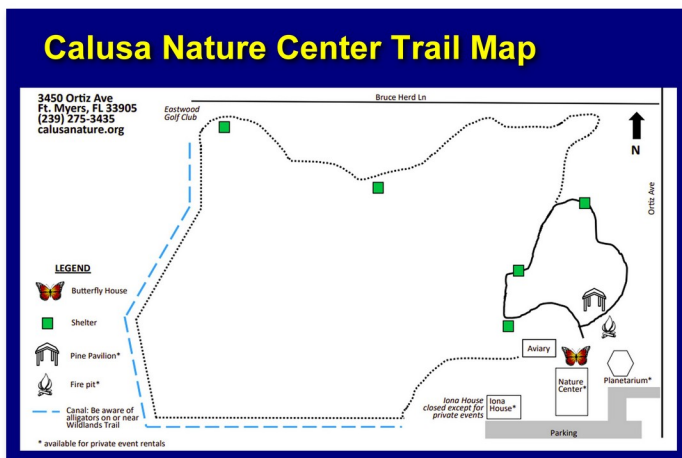 Calusa Nature Center Trail Map
3450 Ortiz Ave
Ft. Myers, FL 33905
(239) 275-3435
calusanature.org
Eastwood
Golf Club
Bruce Herd Ln
N
Ortiz Ave
LEGEND
Butterfly House
Shelter
Pine Pavilion*
Fire pit*
Canal: Be aware of
alligators on or near
Wildlands Trail
* available for private event rentals
Aviary
Nature
Center*
Planetarium*
Iona House
closed except for
private events
Iona
House*
Parking